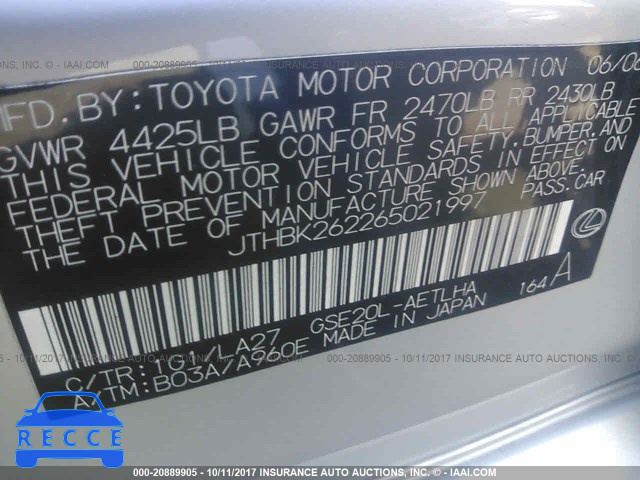 MFD. BY: TOYOTA MOTOR CORPORATION 06/06
GVWR 4425LB GAWR FR 2470LB RR 2430LB
THIS VEHICLE CONFORMS TO ALL APPLICABLE
FEDERAL MOTOR VEHICLE SAFETY, BUMPER, AND
THEFT PREVENTION STANDARDS IN EFFECT ON
THE DATE OF MANUFACTURE SHOWN ABOVE.
JTHBK262265021997 PASS. CAR
C/TR: 1G1/LA27 GSE20L-AETLHA 164 A
A/TM: B03A/A960E MADE IN JAPAN
RECCE
000-20889905 - 10/11/2017 INSURANCE AUTO AUCTIONS INC. - © IAAI.COM